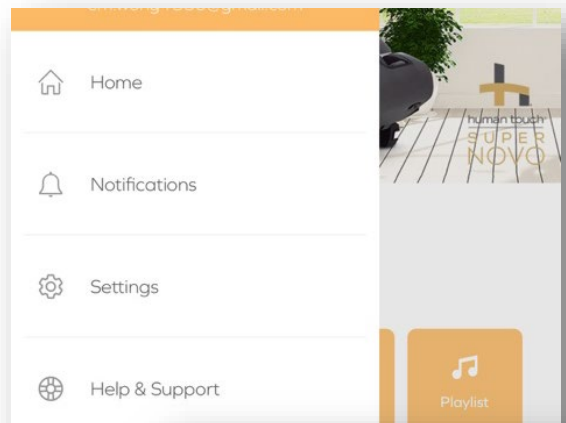 Home
Notifications
Settings
Help & Support
human touch
SUPER
NOVO
Playlist